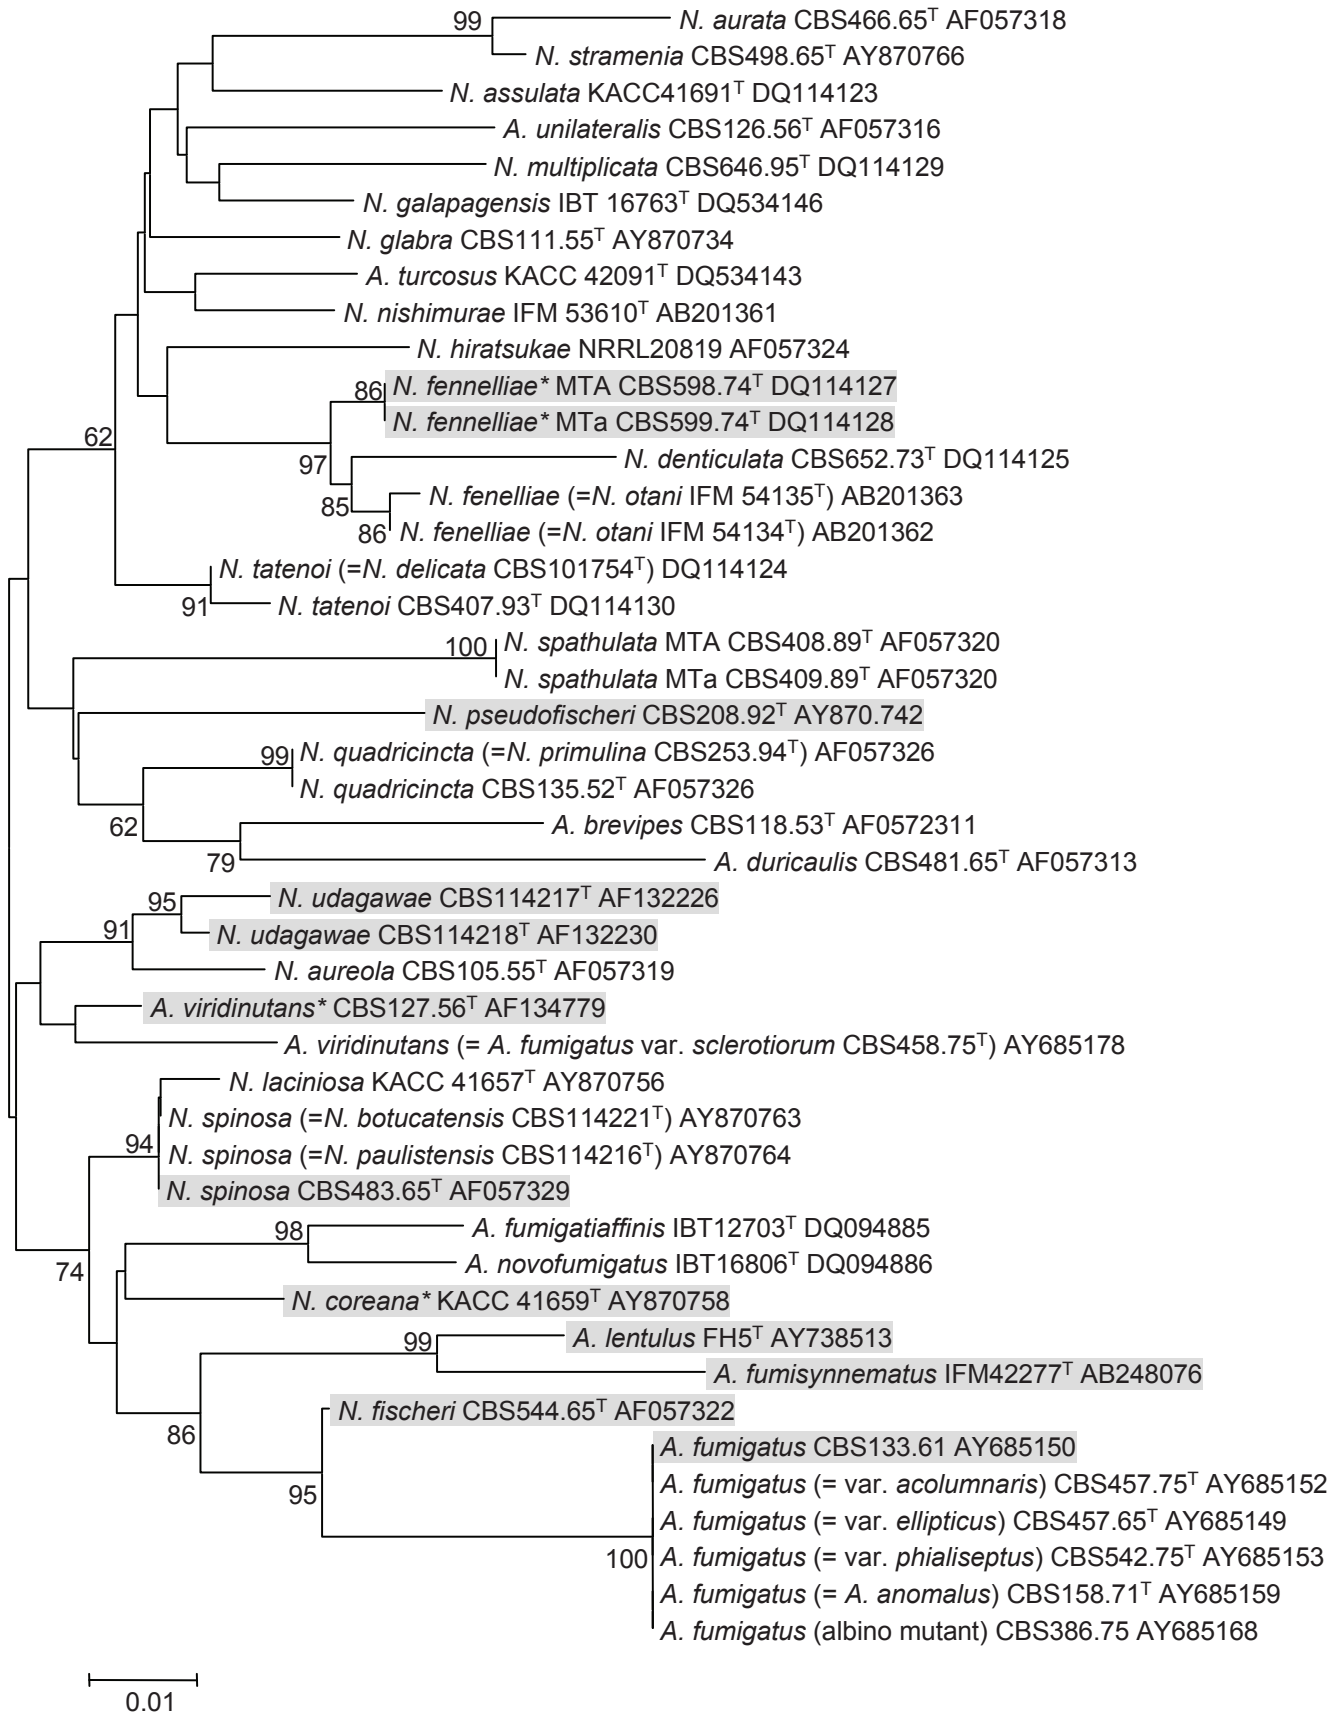 99
N. aurata CBS466.65ᵀ AF057318
N. stramenia CBS498.65ᵀ AY870766
N. assulata KACC41691ᵀ DQ114123
A. unilateralis CBS126.56ᵀ AF057316
N. multiplicata CBS646.95ᵀ DQ114129
N. galapagensis IBT 16763ᵀ DQ534146
N. glabra CBS111.55ᵀ AY870734
A. turcosus KACC 42091ᵀ DQ534143
N. nishimurae IFM 53610ᵀ AB201361
N. hiratsukae NRRL20819 AF057324
86
N. fennelliae* MTA CBS598.74ᵀ DQ114127
N. fennelliae* MTa CBS599.74ᵀ DQ114128
62
97
N. denticulata CBS652.73ᵀ DQ114125
85
N. fenelliae (=N. otani IFM 54135ᵀ) AB201363
86
N. fenelliae (=N. otani IFM 54134ᵀ) AB201362
N. tatenoi (=N. delicata CBS101754ᵀ) DQ114124
91
N. tatenoi CBS407.93ᵀ DQ114130
100
N. spathulata MTA CBS408.89ᵀ AF057320
N. spathulata MTa CBS409.89ᵀ AF057320
N. pseudofischeri CBS208.92ᵀ AY870.742
99
N. quadricincta (=N. primulina CBS253.94ᵀ) AF057326
N. quadricincta CBS135.52ᵀ AF057326
62
A. brevipes CBS118.53ᵀ AF0572311
79
A. duricaulis CBS481.65ᵀ AF057313
95
N. udagawae CBS114217ᵀ AF132226
91
N. udagawae CBS114218ᵀ AF132230
N. aureola CBS105.55ᵀ AF057319
A. viridinutans* CBS127.56ᵀ AF134779
A. viridinutans (= A. fumigatus var. sclerotiorum CBS458.75ᵀ) AY685178
N. laciniosa KACC 41657ᵀ AY870756
N. spinosa (=N. botucatensis CBS114221ᵀ) AY870763
94
N. spinosa (=N. paulistensis CBS114216ᵀ) AY870764
N. spinosa CBS483.65ᵀ AF057329
98
A. fumigatiaffinis IBT12703ᵀ DQ094885
74
A. novofumigatus IBT16806ᵀ DQ094886
N. coreana* KACC 41659ᵀ AY870758
99
A. lentulus FH5ᵀ AY738513
A. fumisynnematus IFM42277ᵀ AB248076
86
N. fischeri CBS544.65ᵀ AF057322
A. fumigatus CBS133.61 AY685150
95
A. fumigatus (= var. acolumnaris) CBS457.75ᵀ AY685152
A. fumigatus (= var. ellipticus) CBS457.65ᵀ AY685149
100
A. fumigatus (= var. phialiseptus) CBS542.75ᵀ AY685153
A. fumigatus (= A. anomalus) CBS158.71ᵀ AY685159
A. fumigatus (albino mutant) CBS386.75 AY685168
0.01